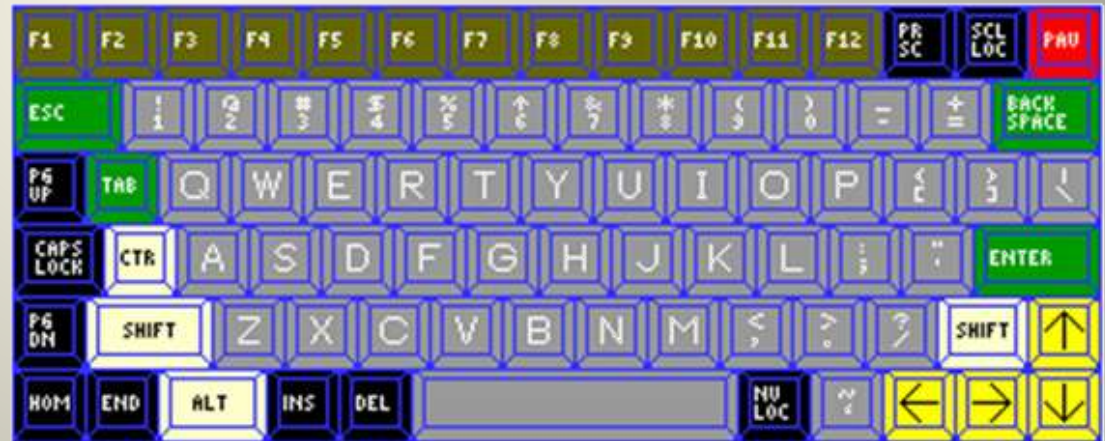 F1 F2 F3 F4 F5 F6 F7 F8 F9 F10 F11 F12 PR SC SCL LOC PAU
ESC ! 1 @ 2 # 3 $ 4 % 5 ↑ 6 & 7 * 8 ( 9 ) 0 - + = BACK SPACE
PG UP TAB Q W E R T Y U I O P { [ } ] | \
CAPS LOCK CTR A S D F G H J K L : ; " ' ENTER
PG DN SHIFT Z X C V B N M < , > . ? / SHIFT ↑
HOM END ALT INS DEL NU LOC ~ ` ← → ↓